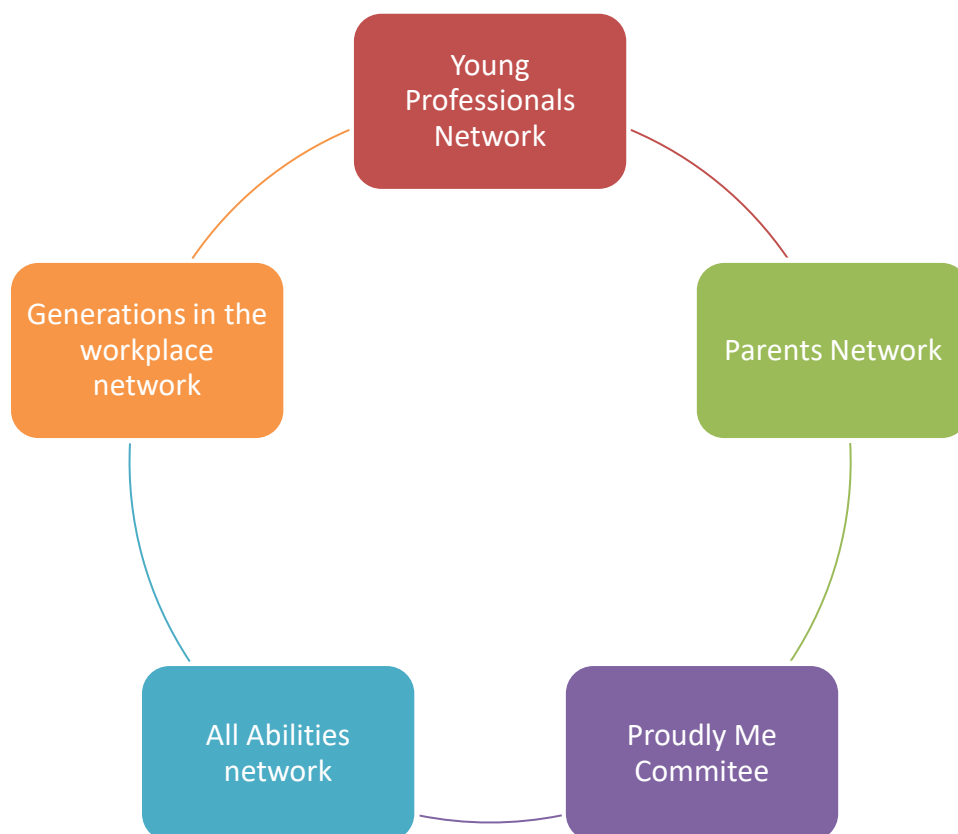 Young
Professionals
Network
Parents Network
Proudly Me
Commitee
All Abilities
network
Generations in the
workplace
network